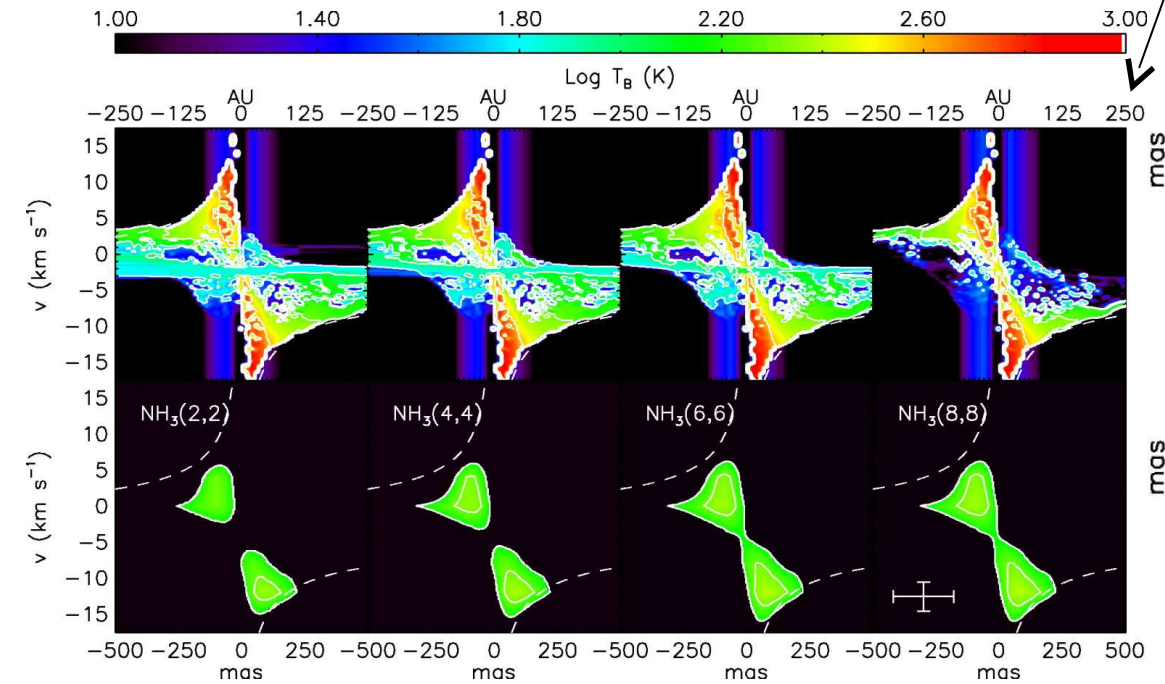 1.00 1.40 1.80 2.20 2.60 3.00
Log T_B (K)
AU AU AU AU
−250 −125 0 125 −250 −125 0 125 −250 −125 0 125 −250 −125 0 125 250
15
10
5
0
−5
−10
−15
v (km s⁻¹)
mas
NH₃(2,2) NH₃(4,4) NH₃(6,6) NH₃(8,8)
15
10
5
0
−5
−10
−15
v (km s⁻¹)
mas
−500 −250 0 250 −500 −250 0 250 −500 −250 0 250 −500 −250 0 250 500
mas mas mas mas